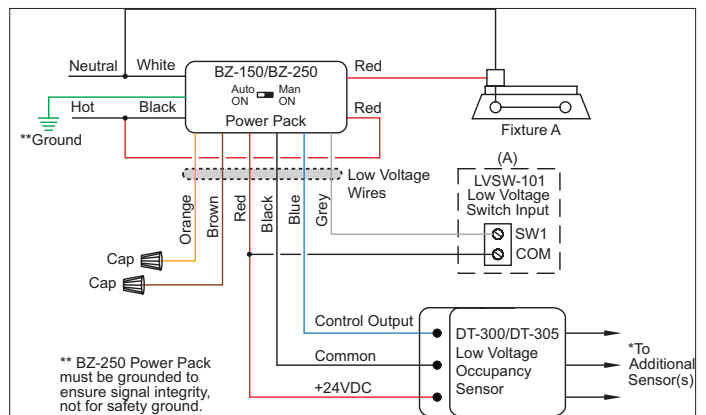 Neutral
White
BZ-150/BZ-250
Red
Auto
ON
Man
ON
Hot
Black
Power Pack
Red
**Ground
Fixture A
Low Voltage
Wires
(A)
LVSW-101
Low Voltage
Switch Input
SW1
COM
Orange
Brown
Red
Black
Blue
Grey
Cap
Cap
Control Output
Common
+24VDC
DT-300/DT-305
Low Voltage
Occupancy
Sensor
*To
Additional
Sensor(s)
** BZ-250 Power Pack
must be grounded to
ensure signal integrity,
not for safety ground.